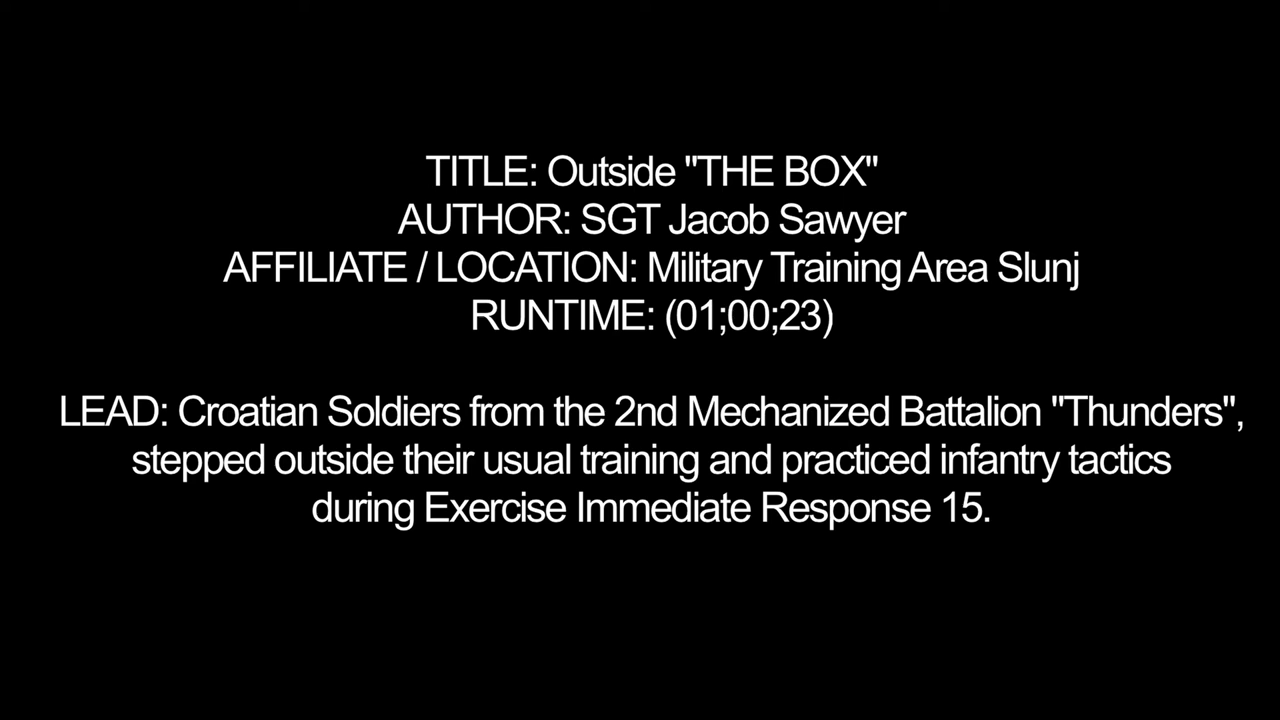 TITLE: Outside "THE BOX"
AUTHOR: SGT Jacob Sawyer
AFFILIATE / LOCATION: Military Training Area Slunj
RUNTIME: (01;00;23)
LEAD: Croatian Soldiers from the 2nd Mechanized Battalion "Thunders",
stepped outside their usual training and practiced infantry tactics
during Exercise Immediate Response 15.